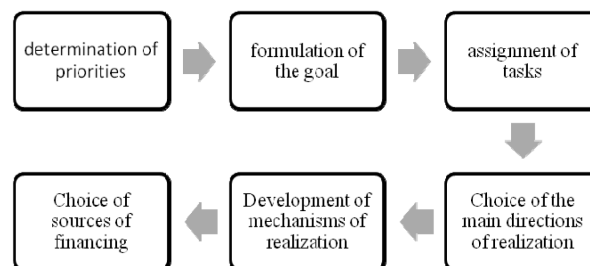 determination of
priorities
formulation of
the goal
assignment of
tasks
Choice of the
main directions
of realization
Development of
mechanisms of
realization
Choice of
sources of
financing